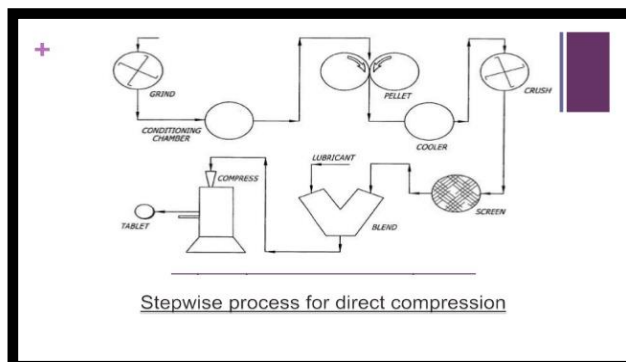 +
GRIND
CONDITIONING
CHAMBER
PELLET
COOLER
CRUSH
LUBRICANT
COMPRESS
TABLET
BLEND
SCREEN
Stepwise process for direct compression